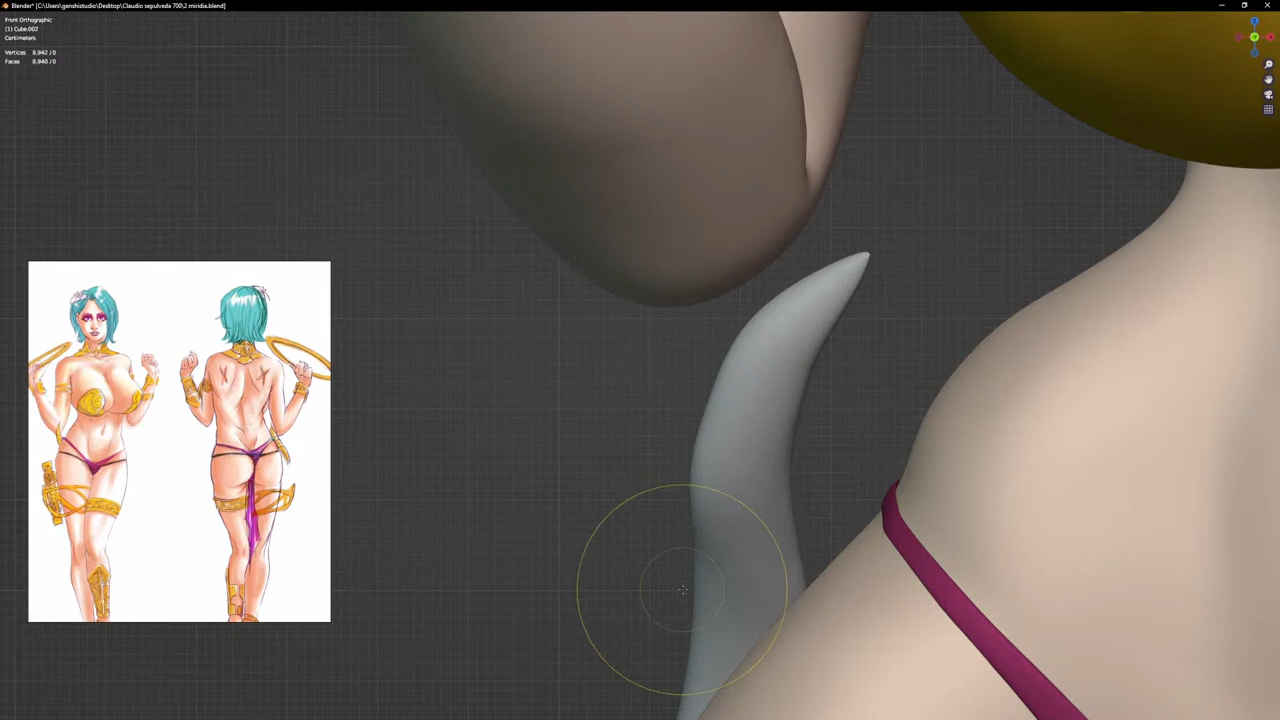 Blender* [C:\Users\genshistudio\Desktop\Claudio sepulveda 700\2 miridia.blend]
Front Orthographic
(1) Cube.002
Centimeters
Vertices 8,942 / 0
Faces 8,940 / 0